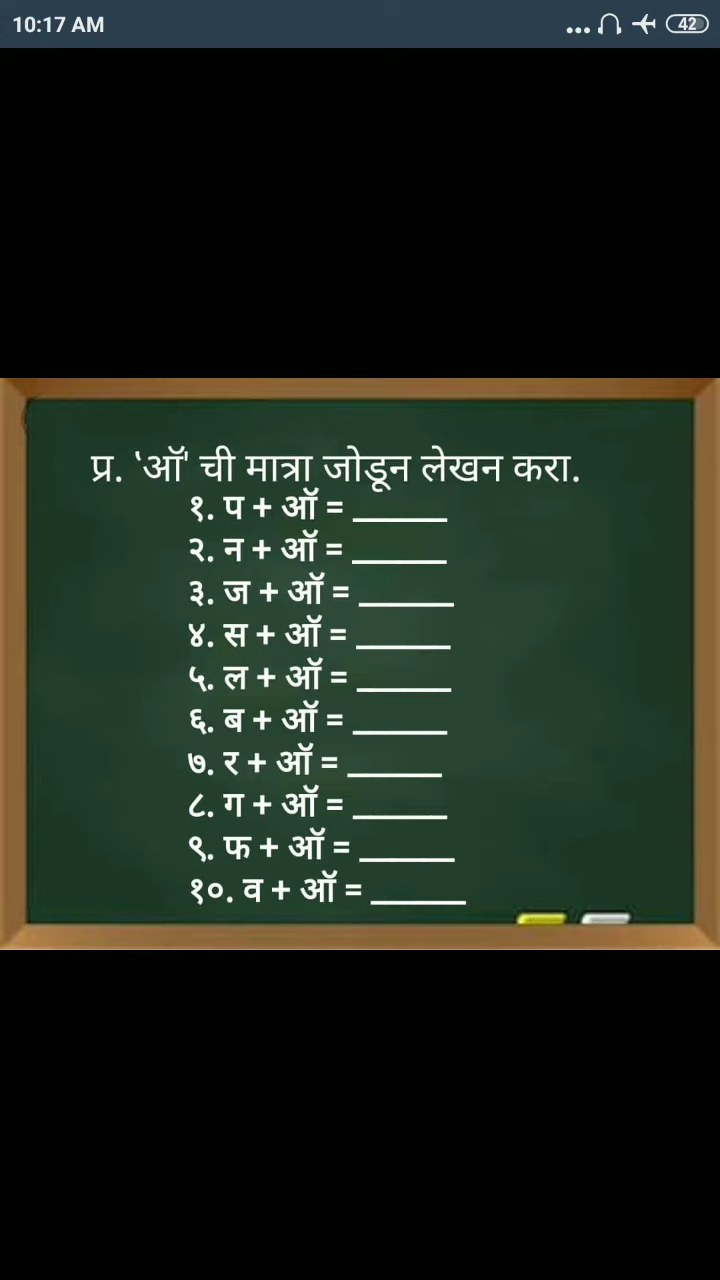 10:17 AM ... 42
प्र. 'ऑ' ची मात्रा जोडून लेखन करा.
१. प + ऑ = ______
२. न + ऑ = ______
३. ज + ऑ = ______
४. स + ऑ = ______
५. ल + ऑ = ______
६. ब + ऑ = ______
७. र + ऑ = ______
८. ग + ऑ = ______
९. फ + ऑ = ______
१०. व + ऑ = ______